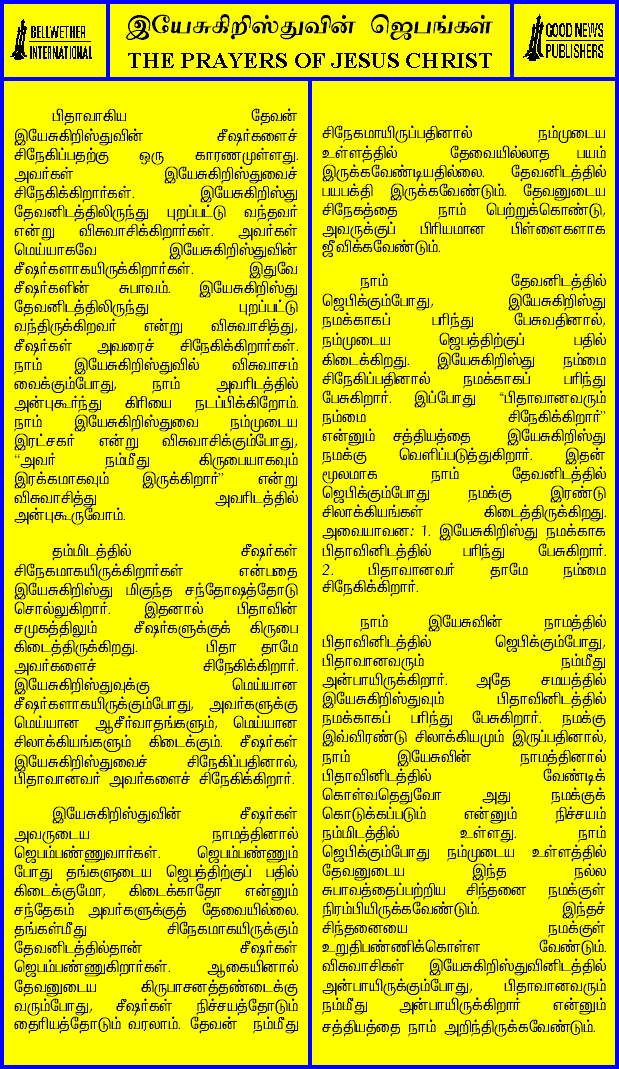 BELLWETHER
INTERNATIONAL
இயேசுகிறிஸ்துவின் ஜெபங்கள்
THE PRAYERS OF JESUS CHRIST
GOOD NEWS
PUBLISHERS
பிதாவாகிய தேவன்
இயேசுகிறிஸ்துவின் சீஷர்களைச்
சிநேகிப்பதற்கு ஒரு காரணமுள்ளது.
அவர்கள் இயேசுகிறிஸ்துவைச்
சிநேகிக்கிறார்கள். இயேசுகிறிஸ்து
தேவனிடத்திலிருந்து புறப்பட்டு வந்தவர்
என்று விசுவாசிக்கிறார்கள். அவர்கள்
மெய்யாகவே இயேசுகிறிஸ்துவின்
சீஷர்களாகயிருக்கிறார்கள். இதுவே
சீஷர்களின் சுபாவம். இயேசுகிறிஸ்து
தேவனிடத்திலிருந்து புறப்பட்டு
வந்திருக்கிறவர் என்று விசுவாசித்து,
சீஷர்கள் அவரைச் சிநேகிக்கிறார்கள்.
நாம் இயேசுகிறிஸ்துவில் விசுவாசம்
வைக்கும்போது, நாம் அவரிடத்தில்
அன்புகூர்ந்து கிரியை நடப்பிக்கிறோம்.
நாம் இயேசுகிறிஸ்துவை நம்முடைய
இரட்சகர் என்று விசுவாசிக்கும்போது,
“அவர் நம்மீது கிருபையாகவும்
இரக்கமாகவும் இருக்கிறார்” என்று
விசுவாசித்து அவரிடத்தில்
அன்புகூருவோம்.
தம்மிடத்தில் சீஷர்கள்
சிநேகமாகயிருக்கிறார்கள் என்பதை
இயேசுகிறிஸ்து மிகுந்த சந்தோஷத்தோடு
சொல்லுகிறார். இதனால் பிதாவின்
சமுகத்திலும் சீஷர்களுக்குக் கிருபை
கிடைத்திருக்கிறது. பிதா தாமே
அவர்களைச் சிநேகிக்கிறார்.
இயேசுகிறிஸ்துவுக்கு மெய்யான
சீஷர்களாகயிருக்கும்போது, அவர்களுக்கு
மெய்யான ஆசீர்வாதங்களும், மெய்யான
சிலாக்கியங்களும் கிடைக்கும். சீஷர்கள்
இயேசுகிறிஸ்துவைச் சிநேகிப்பதினால்,
பிதாவானவர் அவர்களைச் சிநேகிக்கிறார்.
இயேசுகிறிஸ்துவின் சீஷர்கள்
அவருடைய நாமத்தினால்
ஜெபம்பண்ணுவார்கள். ஜெபம்பண்ணும்
போது தங்களுடைய ஜெபத்திற்குப் பதில்
கிடைக்குமோ, கிடைக்காதோ என்னும்
சந்தேகம் அவர்களுக்குத் தேவையில்லை.
தங்கள்மீது சிநேகமாகயிருக்கும்
தேவனிடத்தில்தான் சீஷர்கள்
ஜெபம்பண்ணுகிறார்கள். ஆகையினால்
தேவனுடைய கிருபாசனத்தண்டைக்கு
வரும்போது, சீஷர்கள் நிச்சயத்தோடும்
தைரியத்தோடும் வரலாம். தேவன் நம்மீது
சிநேகமாயிருப்பதினால் நம்முடைய
உள்ளத்தில் தேவையில்லாத பயம்
இருக்கவேண்டியதில்லை. தேவனிடத்தில்
பயபக்தி இருக்கவேண்டும். தேவனுடைய
சிநேகத்தை நாம் பெற்றுக்கொண்டு,
அவருக்குப் பிரியமான பிள்ளைகளாக
ஜீவிக்கவேண்டும்.
நாம் தேவனிடத்தில்
ஜெபிக்கும்போது, இயேசுகிறிஸ்து
நமக்காகப் பரிந்து பேசுவதினால்,
நம்முடைய ஜெபத்திற்குப் பதில்
கிடைக்கிறது. இயேசுகிறிஸ்து நம்மை
சிநேகிப்பதினால் நமக்காகப் பரிந்து
பேசுகிறார். இப்போது “பிதாவானவரும்
நம்மை சிநேகிக்கிறார்”
என்னும் சத்தியத்தை இயேசுகிறிஸ்து
நமக்கு வெளிப்படுத்துகிறார். இதன்
மூலமாக நாம் தேவனிடத்தில்
ஜெபிக்கும்போது நமக்கு இரண்டு
சிலாக்கியங்கள் கிடைத்திருக்கிறது.
அவையாவன: 1. இயேசுகிறிஸ்து நமக்காக
பிதாவினிடத்தில் பரிந்து பேசுகிறார்.
2. பிதாவானவர் தாமே நம்மை
சிநேகிக்கிறார்.
நாம் இயேசுவின் நாமத்தில்
பிதாவினிடத்தில் ஜெபிக்கும்போது,
பிதாவானவரும் நம்மீது
அன்பாயிருக்கிறார். அதே சமயத்தில்
இயேசுகிறிஸ்துவும் பிதாவினிடத்தில்
நமக்காகப் பரிந்து பேசுகிறார். நமக்கு
இவ்விரண்டு சிலாக்கியமும் இருப்பதினால்,
நாம் இயேசுவின் நாமத்தினால்
பிதாவினிடத்தில் வேண்டிக்
கொள்வதெதுவோ அது நமக்குக்
கொடுக்கப்படும் என்னும் நிச்சயம்
நம்மிடத்தில் உள்ளது. நாம்
ஜெபிக்கும்போது நம்முடைய உள்ளத்தில்
தேவனுடைய இந்த நல்ல
சுபாவத்தைப்பற்றிய சிந்தனை நமக்குள்
நிரம்பியிருக்கவேண்டும். இந்தச்
சிந்தனையை நமக்குள்
உறுதிபண்ணிக்கொள்ள வேண்டும்.
விசுவாசிகள் இயேசுகிறிஸ்துவினிடத்தில்
அன்பாயிருக்கும்போது, பிதாவானவரும்
நம்மீது அன்பாயிருக்கிறார் என்னும்
சத்தியத்தை நாம் அறிந்திருக்கவேண்டும்.